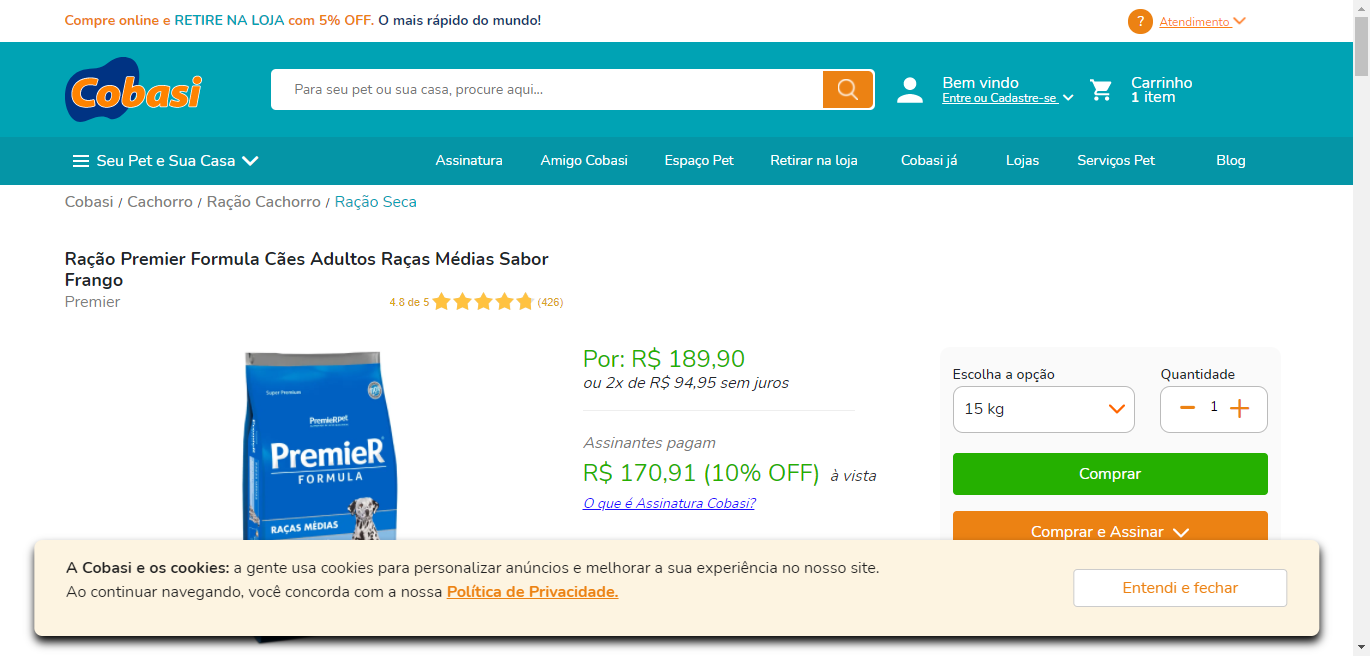 Compre online e RETIRE NA LOJA com 5% OFF. O mais rápido do mundo!
? Atendimento
Cobasi
Para seu pet ou sua casa, procure aqui...
Bem vindo
Entre ou Cadastre-se
Carrinho
1 item
Seu Pet e Sua Casa
Assinatura
Amigo Cobasi
Espaço Pet
Retirar na loja
Cobasi já
Lojas
Serviços Pet
Blog
Cobasi / Cachorro / Ração Cachorro / Ração Seca
Ração Premier Formula Cães Adultos Raças Médias Sabor
Frango
Premier
4.8 de 5
(426)
Super Premium
PremieRpet
PremieR
FORMULA
RAÇAS MÉDIAS
Por: R$ 189,90
ou 2x de R$ 94,95 sem juros
Assinantes pagam
R$ 170,91 (10% OFF) à vista
O que é Assinatura Cobasi?
Escolha a opção
Quantidade
15 kg
1
Comprar
Comprar e Assinar
A Cobasi e os cookies: a gente usa cookies para personalizar anúncios e melhorar a sua experiência no nosso site.
Ao continuar navegando, você concorda com a nossa Política de Privacidade.
Entendi e fechar